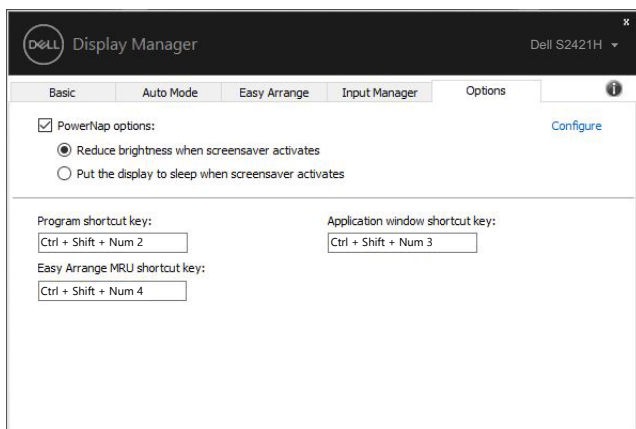 x
DELL Display Manager Dell S2421H
Basic Auto Mode Easy Arrange Input Manager Options
PowerNap options: Configure
Reduce brightness when screensaver activates
Put the display to sleep when screensaver activates
Program shortcut key: Application window shortcut key:
Ctrl + Shift + Num 2 Ctrl + Shift + Num 3
Easy Arrange MRU shortcut key:
Ctrl + Shift + Num 4